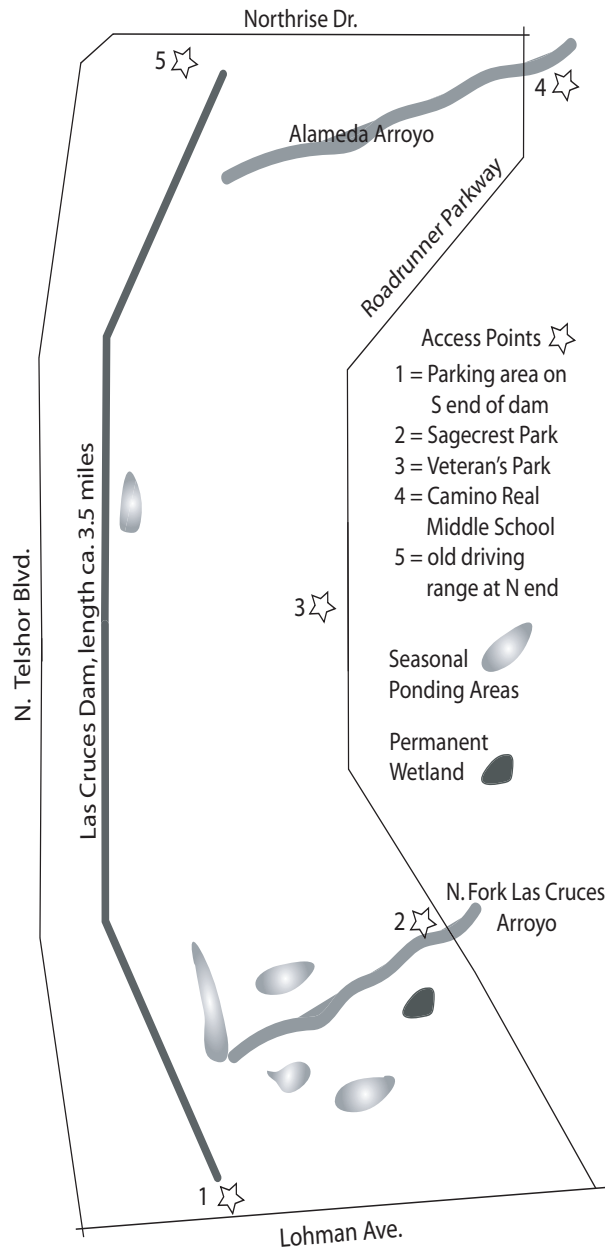 Northrise Dr.
5
4
Alameda Arroyo
Roadrunner Parkway
Access Points
1 = Parking area on
S end of dam
2 = Sagecrest Park
3 = Veteran's Park
4 = Camino Real
Middle School
5 = old driving
range at N end
N. Telshor Blvd.
Las Cruces Dam, length ca. 3.5 miles
3
Seasonal
Ponding Areas
Permanent
Wetland
N. Fork Las Cruces
Arroyo
2
1
Lohman Ave.